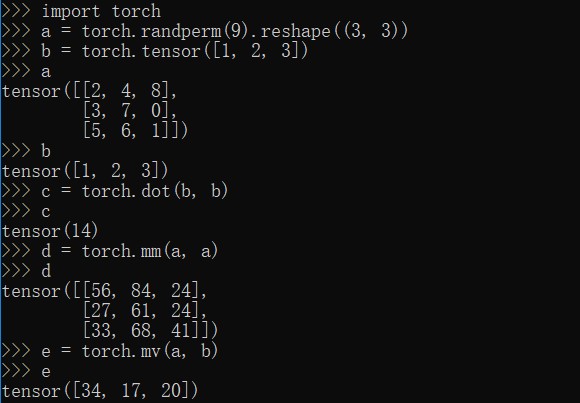 >>> import torch
>>> a = torch.randperm(9).reshape((3, 3))
>>> b = torch.tensor([1, 2, 3])
>>> a
tensor([[2, 4, 8],
        [3, 7, 0],
        [5, 6, 1]])
>>> b
tensor([1, 2, 3])
>>> c = torch.dot(b, b)
>>> c
tensor(14)
>>> d = torch.mm(a, a)
>>> d
tensor([[56, 84, 24],
        [27, 61, 24],
        [33, 68, 41]])
>>> e = torch.mv(a, b)
>>> e
tensor([34, 17, 20])